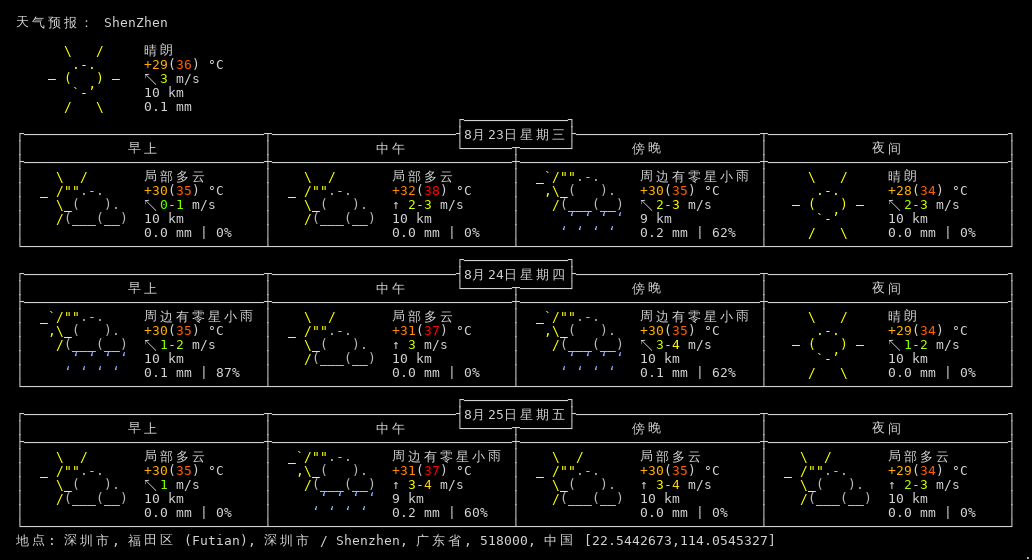 天气预报： ShenZhen
晴朗
+29(36) °C
↖3 m/s
10 km
0.1 mm
8月23日星期三
早上 中午 傍晚 夜间
局部多云 局部多云 周边有零星小雨 晴朗
+30(35) °C +32(38) °C +30(35) °C +28(34) °C
↖0-1 m/s ↑ 2-3 m/s ↖2-3 m/s ↖2-3 m/s
10 km 10 km 9 km 10 km
0.0 mm | 0% 0.0 mm | 0% 0.2 mm | 62% 0.0 mm | 0%
8月24日星期四
早上 中午 傍晚 夜间
周边有零星小雨 局部多云 周边有零星小雨 晴朗
+30(35) °C +31(37) °C +30(35) °C +29(34) °C
↖1-2 m/s ↑ 3 m/s ↖3-4 m/s ↖1-2 m/s
10 km 10 km 10 km 10 km
0.1 mm | 87% 0.0 mm | 0% 0.1 mm | 62% 0.0 mm | 0%
8月25日星期五
早上 中午 傍晚 夜间
局部多云 周边有零星小雨 局部多云 局部多云
+30(35) °C +31(37) °C +30(35) °C +29(34) °C
↖1 m/s ↑ 3-4 m/s ↑ 3-4 m/s ↑ 2-3 m/s
10 km 9 km 10 km 10 km
0.0 mm | 0% 0.2 mm | 60% 0.0 mm | 0% 0.0 mm | 0%
地点: 深圳市, 福田区 (Futian), 深圳市 / Shenzhen, 广东省, 518000, 中国 [22.5442673,114.0545327]